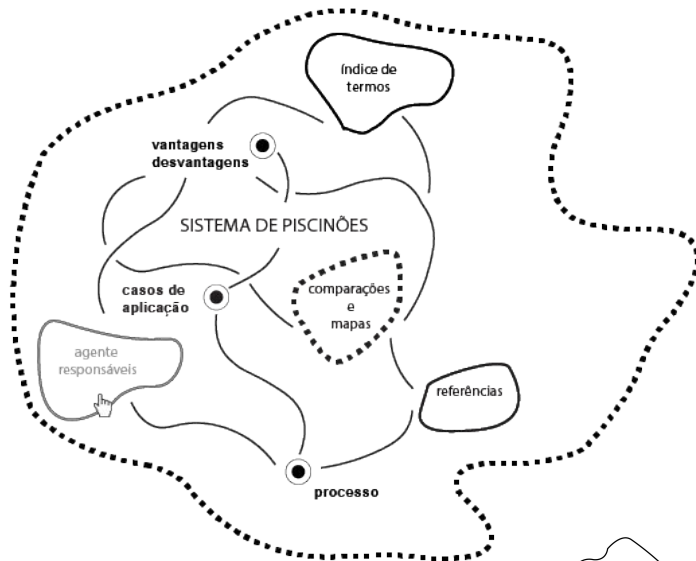 índice de
termos
vantagens
desvantagens
SISTEMA DE PISCINÕES
casos de
aplicação
comparações
e
mapas
agente
responsáveis
referências
processo